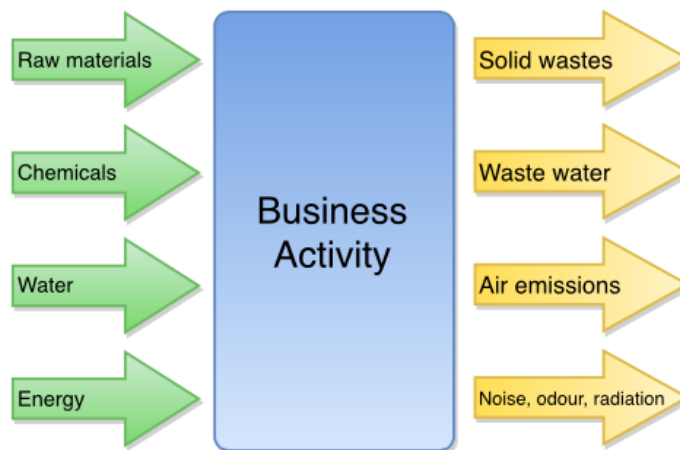 Raw materials
Chemicals
Water
Energy
Business
Activity
Solid wastes
Waste water
Air emissions
Noise, odour, radiation